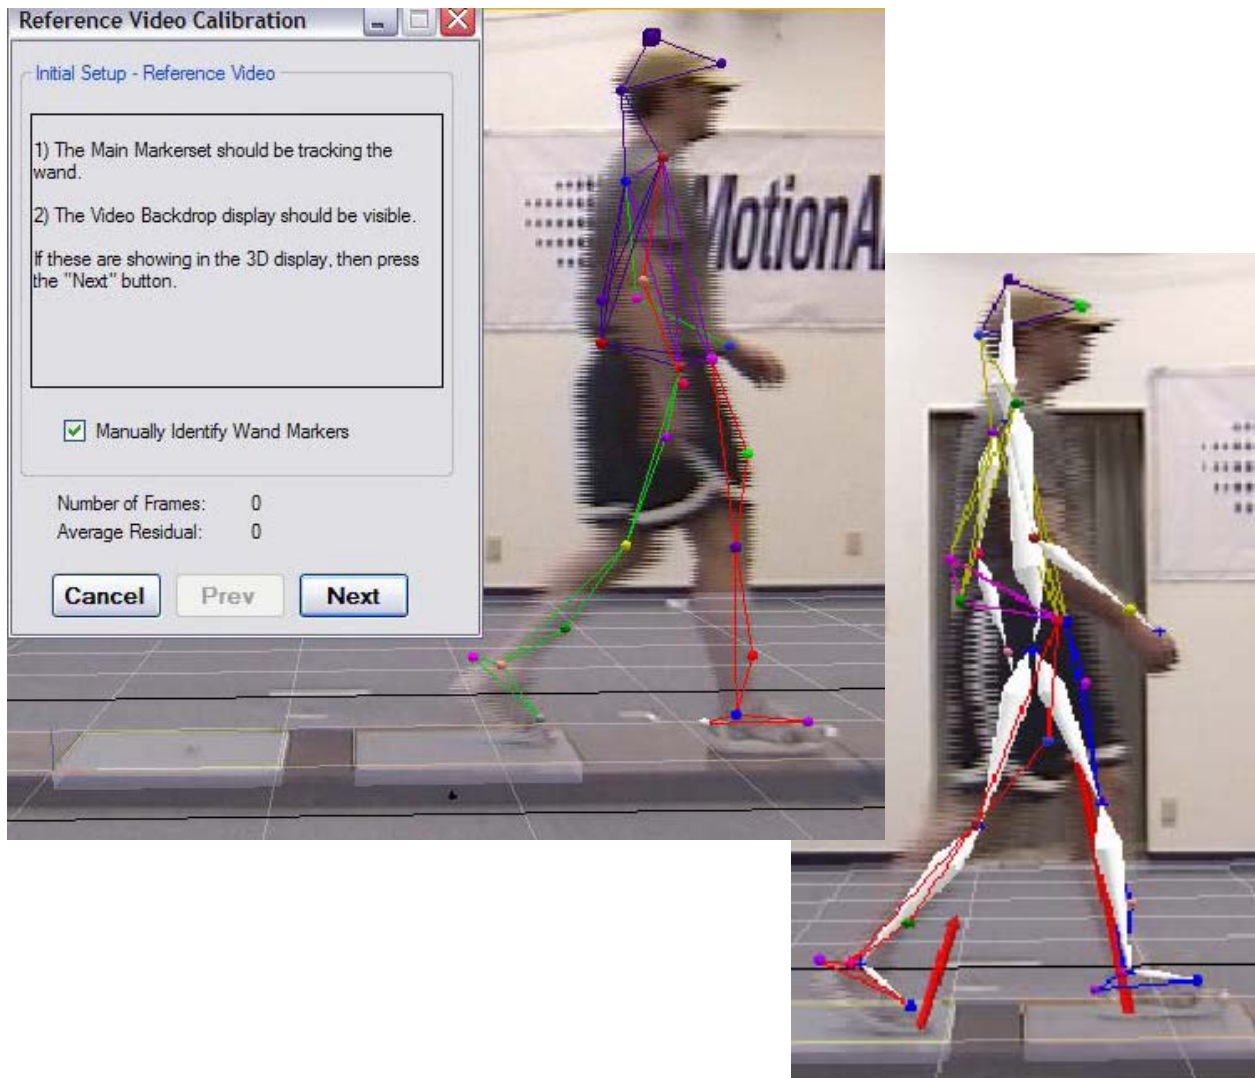 Reference Video Calibration
Initial Setup - Reference Video
1) The Main Markerset should be tracking the
wand.
2) The Video Backdrop display should be visible.
If these are showing in the 3D display, then press
the "Next" button.
Manually Identify Wand Markers
Number of Frames: 0
Average Residual: 0
Cancel Prev Next
MotionA